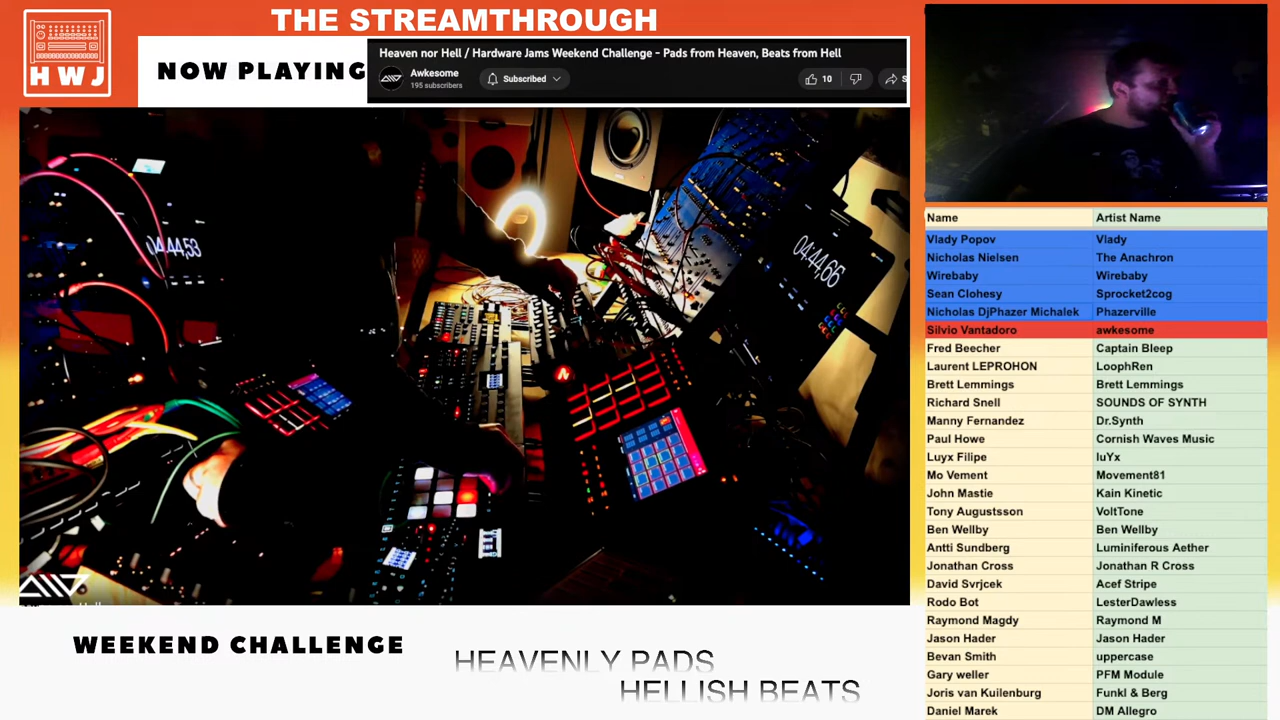 THE STREAMTHROUGH
HWJ
NOW PLAYING
Heaven nor Hell / Hardware Jams Weekend Challenge - Pads from Heaven, Beats from Hell
Awkesome
195 subscribers
Subscribed
10
S
04:44,53
04:44,66
WEEKEND CHALLENGE
HEAVENLY PADS
HELLISH BEATS
Name Artist Name
Vlady Popov Vlady
Nicholas Nielsen The Anachron
Wirebaby Wirebaby
Sean Clohesy Sprocket2cog
Nicholas DjPhazer Michalek Phazerville
Silvio Vantadoro awkesome
Fred Beecher Captain Bleep
Laurent LEPROHON LoophRen
Brett Lemmings Brett Lemmings
Richard Snell SOUNDS OF SYNTH
Manny Fernandez Dr.Synth
Paul Howe Cornish Waves Music
Luyx Filipe luYx
Mo Vement Movement81
John Mastie Kain Kinetic
Tony Augustsson VoltTone
Ben Wellby Ben Wellby
Antti Sundberg Luminiferous Aether
Jonathan Cross Jonathan R Cross
David Svrjcek Acef Stripe
Rodo Bot LesterDawless
Raymond Magdy Raymond M
Jason Hader Jason Hader
Bevan Smith uppercase
Gary weller PFM Module
Joris van Kuilenburg Funkl & Berg
Daniel Marek DM Allegro